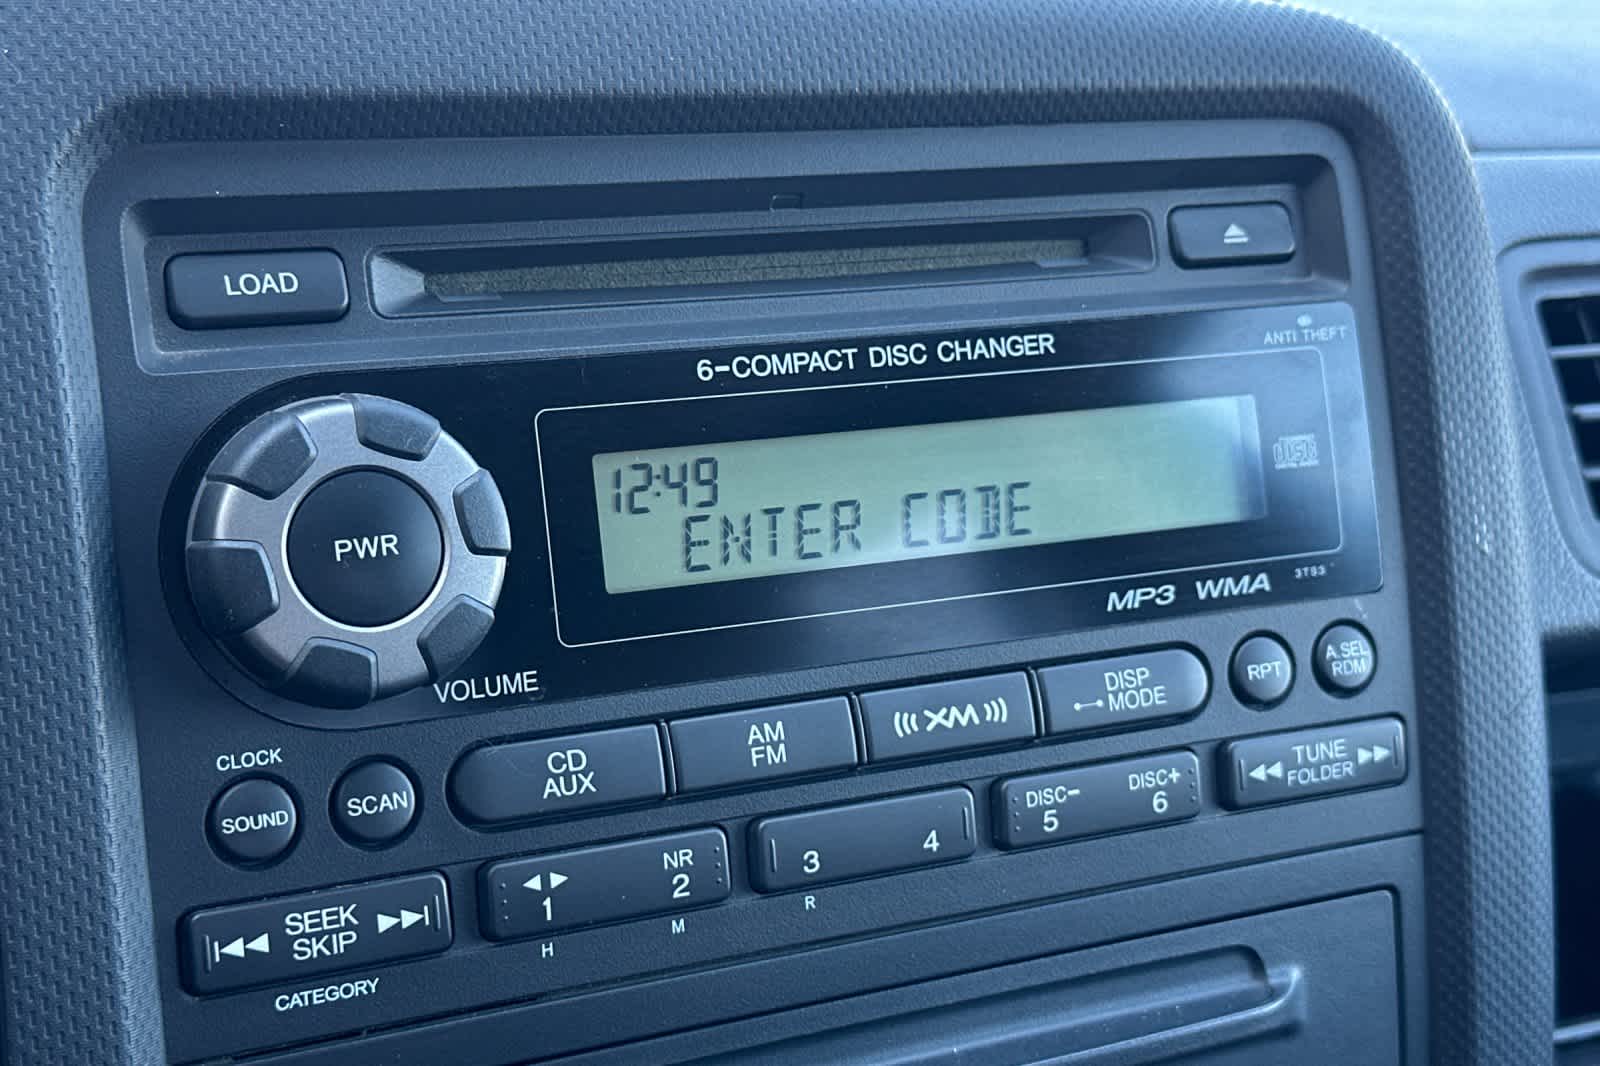 LOAD
6-COMPACT DISC CHANGER
ANTI THEFT
12:49
ENTER CODE
PWR
VOLUME
MP3 WMA
3TS3
CD
AUX
AM
FM
XM
DISP
MODE
RPT
A.SEL
RDM
CLOCK
SOUND
SCAN
SEEK
SKIP
CATEGORY
1
H
NR
2
M
3
R
4
DISC-
5
DISC+
6
TUNE
FOLDER